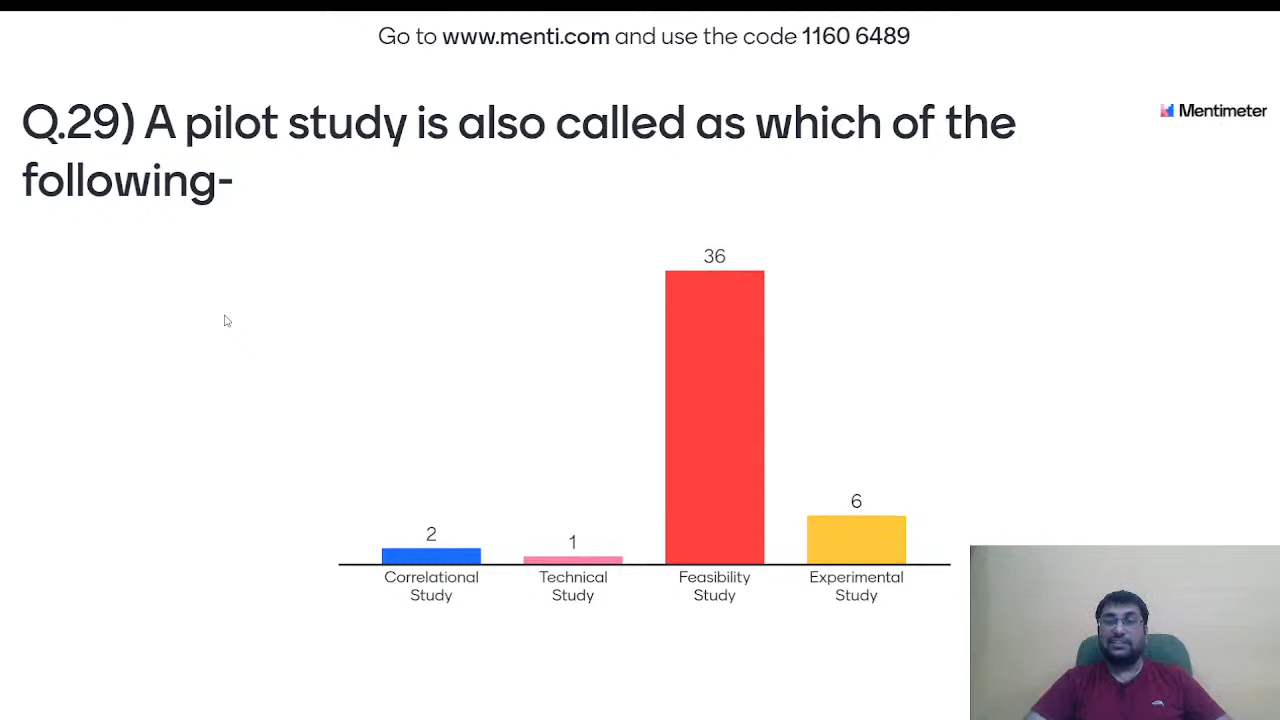 Go to www.menti.com and use the code 1160 6489
Q.29) A pilot study is also called as which of the
following-
Mentimeter
36
6
2
1
Correlational
Study
Technical
Study
Feasibility
Study
Experimental
Study